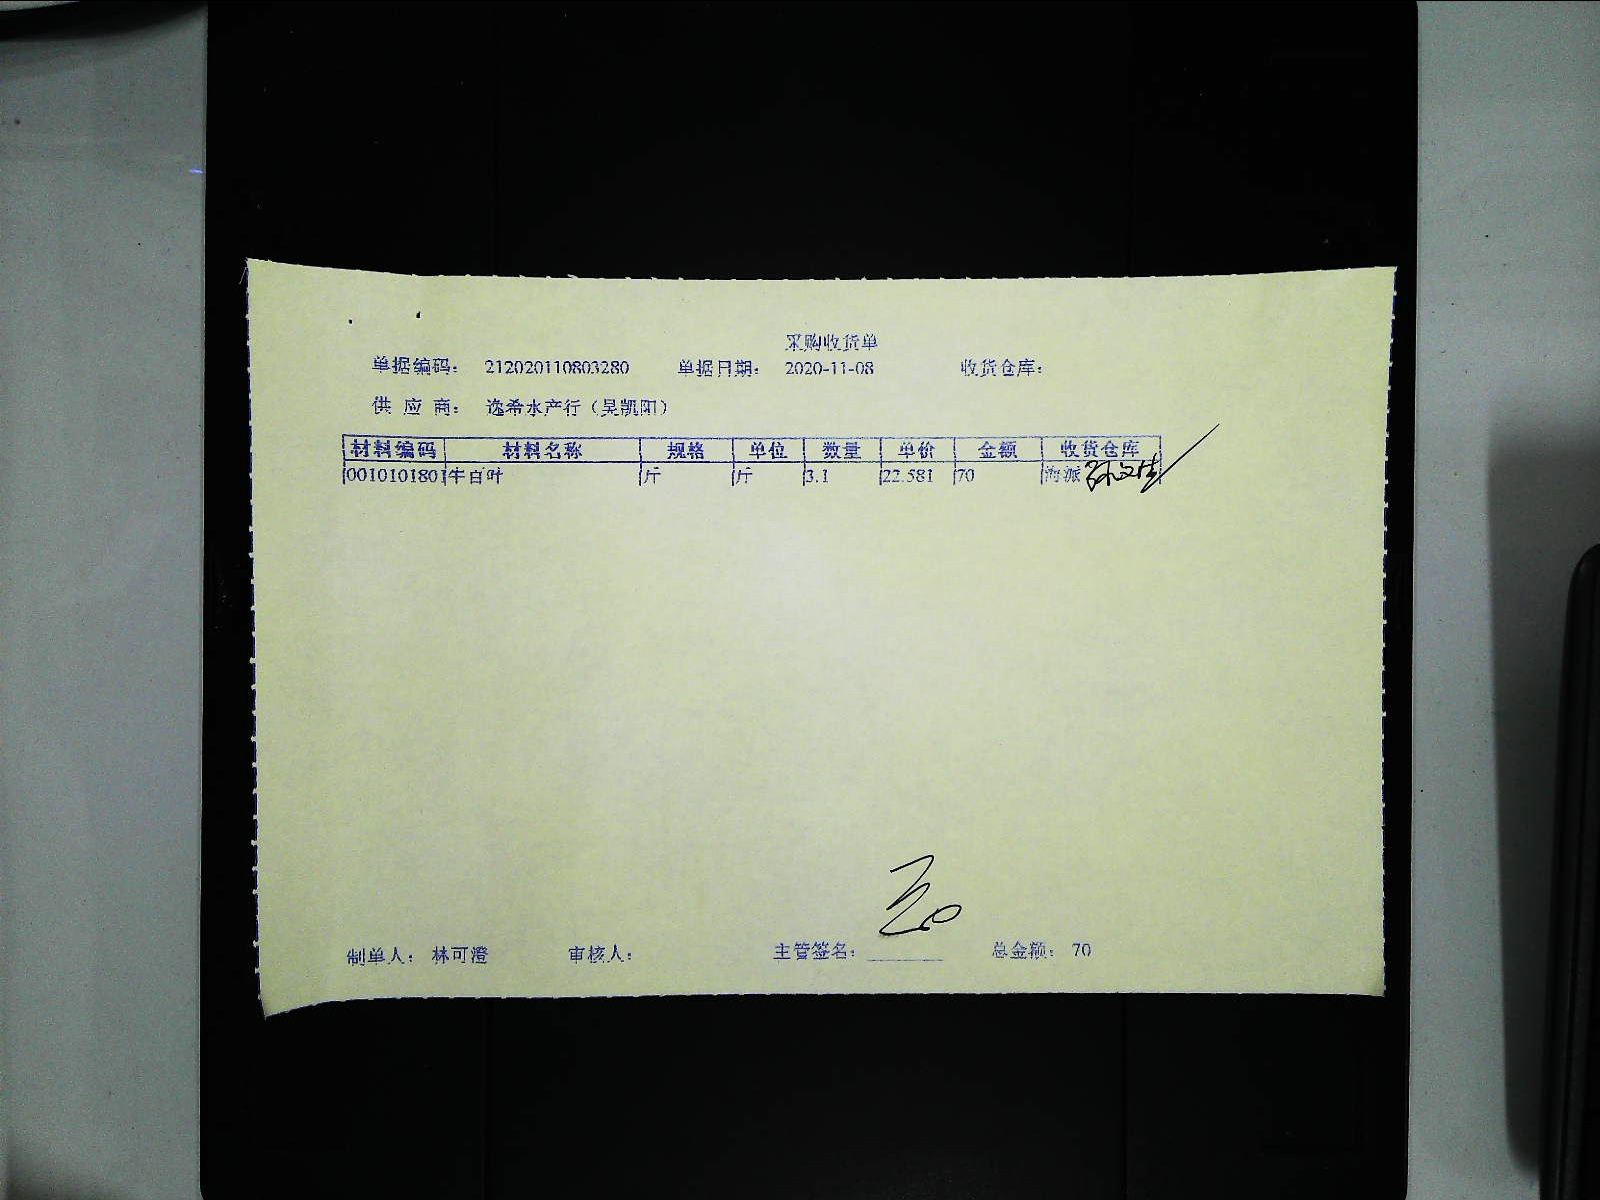 采购收货单
单据编码： 212020110803280 单据日期： 2020-11-08 收货仓库：
供 应 商： 逸希水产行（吴凯阳）
材料编码 材料名称 规格 单位 数量 单价 金额 收货仓库
0010101801 牛百叶 斤 斤 3.1 22.581 70 海派
制单人： 林可澄 审核人： 主管签名： ________ 总金额： 70